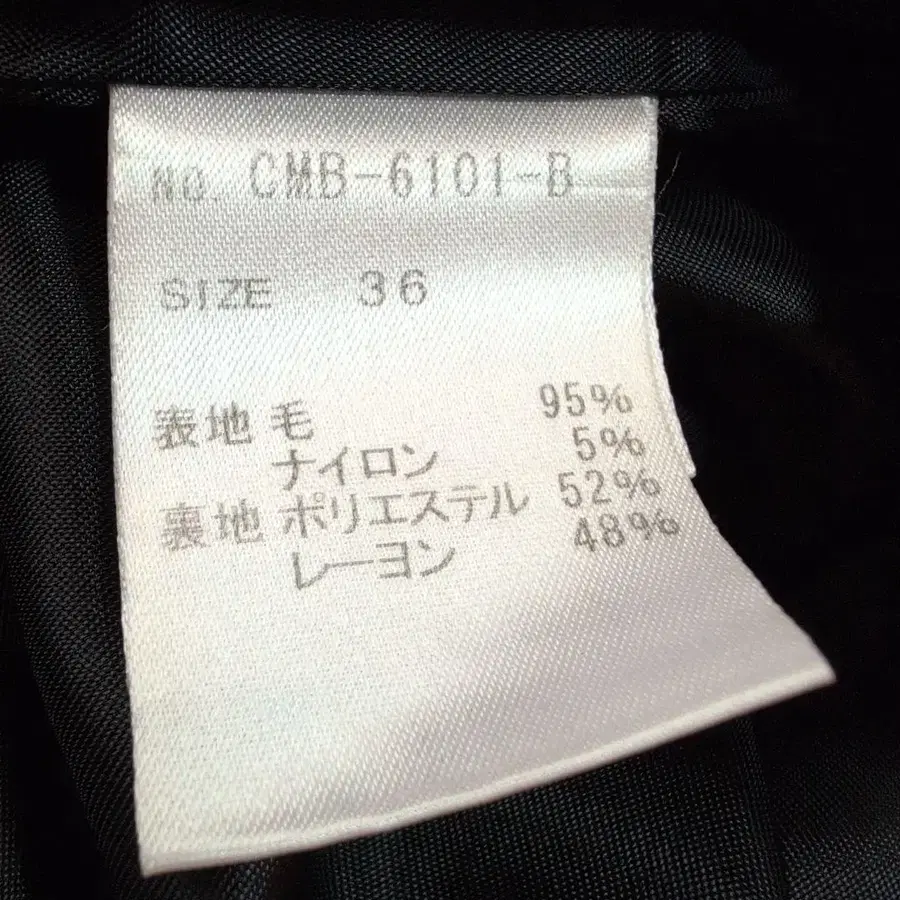 No. CMB-6101-B
SIZE 36
表地 毛 95%
ナイロン 5%
裏地 ポリエステル 52%
レーヨン 48%